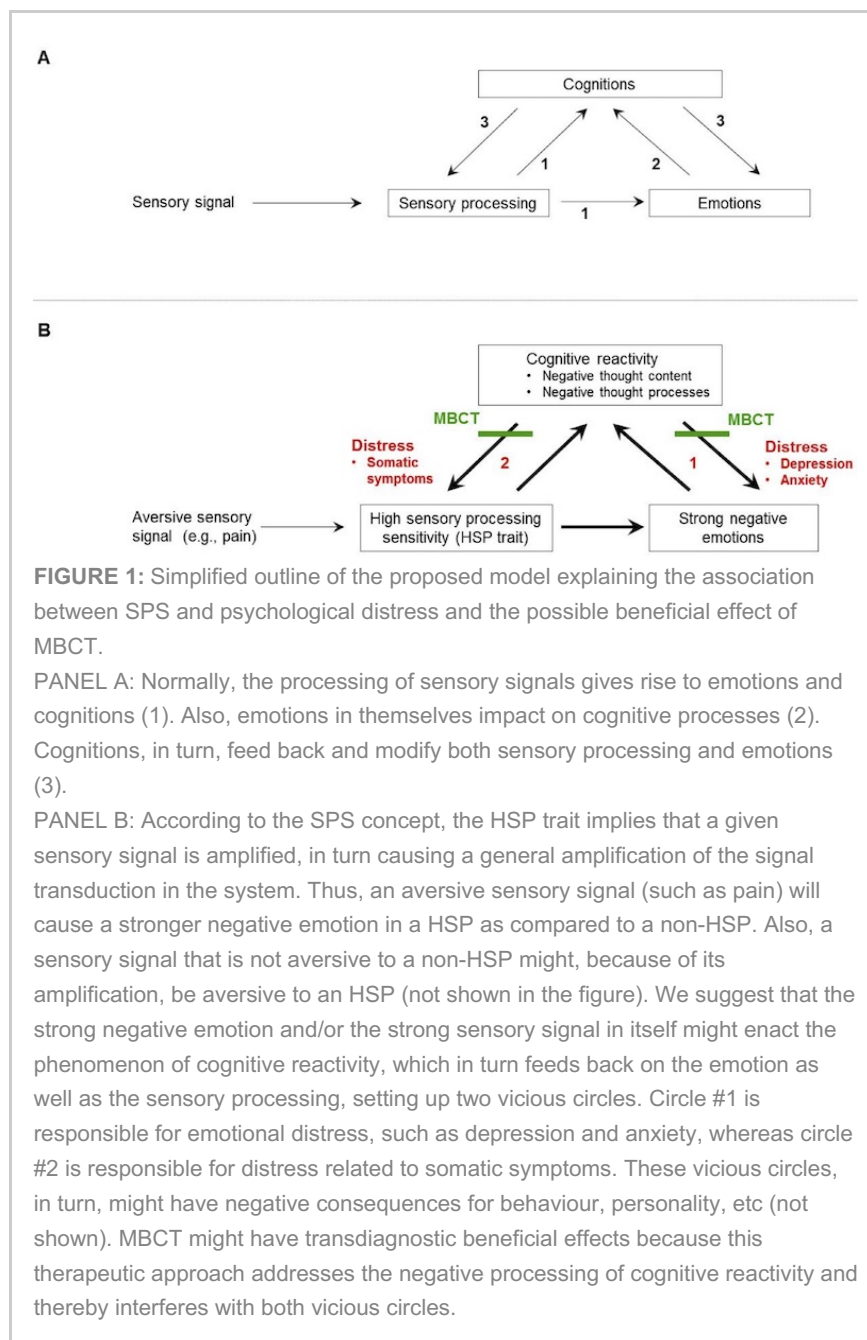 A
Cognitions
3
3
1
2
Sensory signal
Sensory processing
1
Emotions
B
Cognitive reactivity
• Negative thought content
• Negative thought processes
MBCT
MBCT
Distress
• Somatic
symptoms
2
1
Distress
• Depression
• Anxiety
Aversive sensory
signal (e.g., pain)
High sensory processing
sensitivity (HSP trait)
Strong negative
emotions
FIGURE 1: Simplified outline of the proposed model explaining the association
between SPS and psychological distress and the possible beneficial effect of
MBCT.
PANEL A: Normally, the processing of sensory signals gives rise to emotions and
cognitions (1). Also, emotions in themselves impact on cognitive processes (2).
Cognitions, in turn, feed back and modify both sensory processing and emotions
(3).
PANEL B: According to the SPS concept, the HSP trait implies that a given
sensory signal is amplified, in turn causing a general amplification of the signal
transduction in the system. Thus, an aversive sensory signal (such as pain) will
cause a stronger negative emotion in a HSP as compared to a non-HSP. Also, a
sensory signal that is not aversive to a non-HSP might, because of its
amplification, be aversive to an HSP (not shown in the figure). We suggest that the
strong negative emotion and/or the strong sensory signal in itself might enact the
phenomenon of cognitive reactivity, which in turn feeds back on the emotion as
well as the sensory processing, setting up two vicious circles. Circle #1 is
responsible for emotional distress, such as depression and anxiety, whereas circle
#2 is responsible for distress related to somatic symptoms. These vicious circles,
in turn, might have negative consequences for behaviour, personality, etc (not
shown). MBCT might have transdiagnostic beneficial effects because this
therapeutic approach addresses the negative processing of cognitive reactivity and
thereby interferes with both vicious circles.